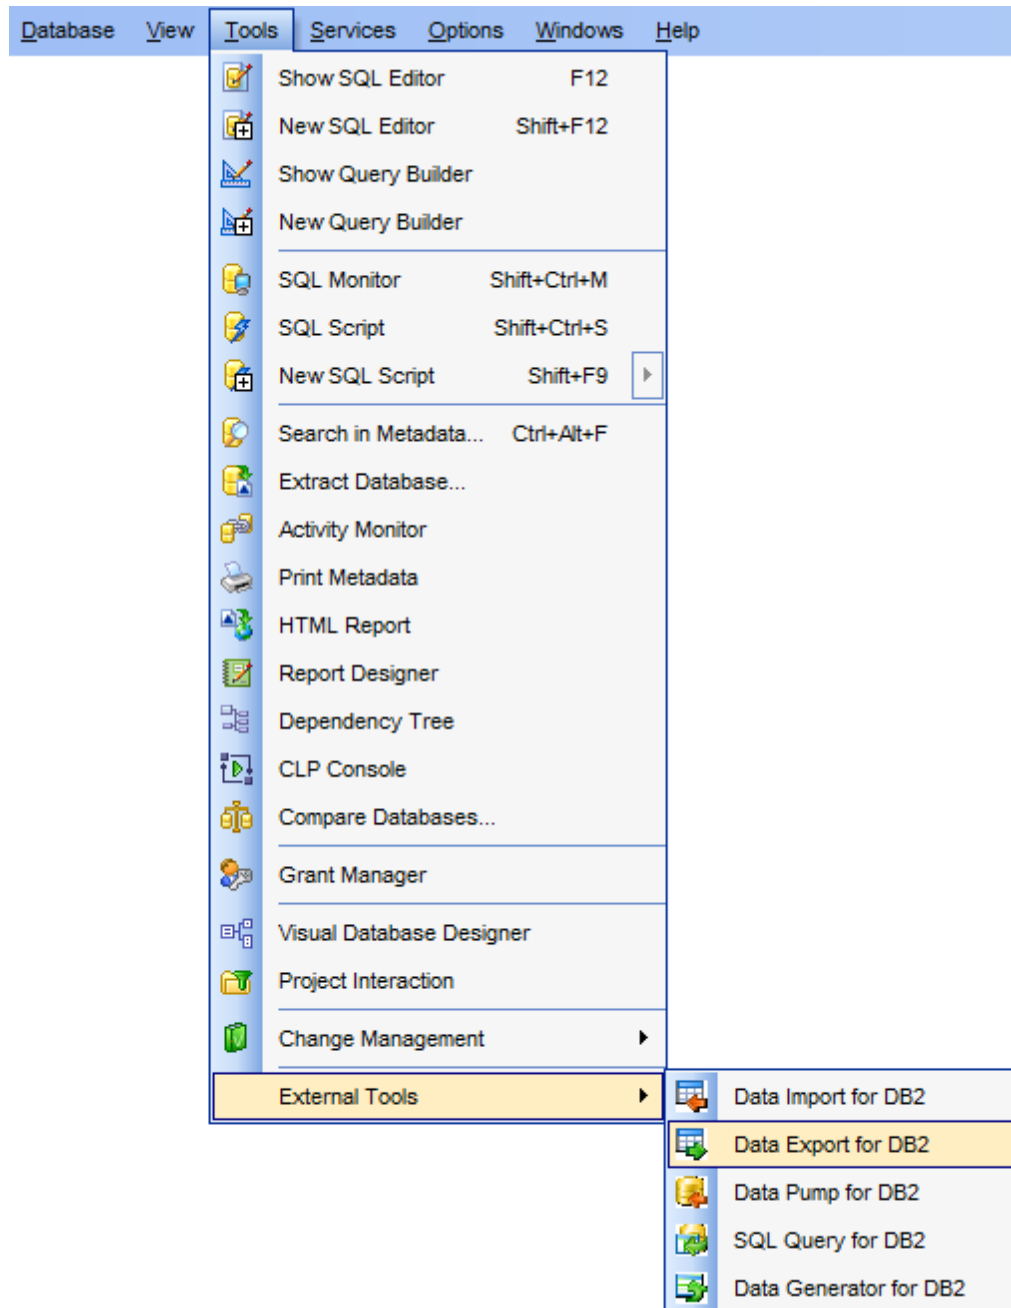 Database View Tools Services Options Windows Help
Show SQL Editor F12
New SQL Editor Shift+F12
Show Query Builder
New Query Builder
SQL Monitor Shift+Ctrl+M
SQL Script Shift+Ctrl+S
New SQL Script Shift+F9
Search in Metadata... Ctrl+Alt+F
Extract Database...
Activity Monitor
Print Metadata
HTML Report
Report Designer
Dependency Tree
CLP Console
Compare Databases...
Grant Manager
Visual Database Designer
Project Interaction
Change Management
External Tools
Data Import for DB2
Data Export for DB2
Data Pump for DB2
SQL Query for DB2
Data Generator for DB2